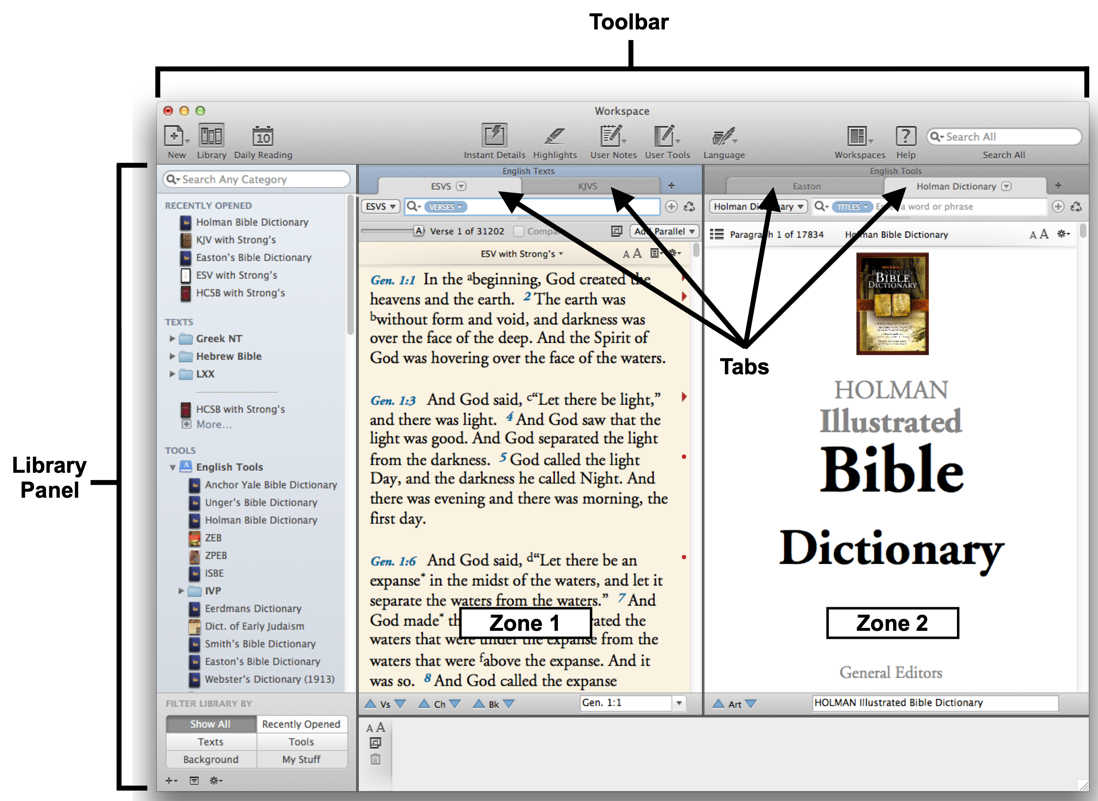 Toolbar
Workspace
New Library Daily Reading Instant Details Highlights User Notes User Tools Language Workspaces Help Search All
10
Search All
Library
Panel
Search Any Category
RECENTLY OPENED
Holman Bible Dictionary
KJV with Strong's
Easton's Bible Dictionary
ESV with Strong's
HCSB with Strong's
TEXTS
Greek NT
Hebrew Bible
LXX
HCSB with Strong's
More...
TOOLS
English Tools
Anchor Yale Bible Dictionary
Unger's Bible Dictionary
Holman Bible Dictionary
ZEB
ZPEB
ISBE
IVP
Eerdmans Dictionary
Dict. of Early Judaism
Smith's Bible Dictionary
Easton's Bible Dictionary
Webster's Dictionary (1913)
FILTER LIBRARY BY
Show All Recently Opened
Texts Tools
Background My Stuff
English Texts
ESVS KJVS +
ESVS VERSES
A Verse 1 of 31202 Parallel
ESV with Strong's A A
Gen. 1:1 In the abeginning, God created the
heavens and the earth. 2 The earth was
bwithout form and void, and darkness was
over the face of the deep. And the Spirit of
God was hovering over the face of the waters.
Gen. 1:3 And God said, c“Let there be light,”
and there was light. 4 And God saw that the
light was good. And God separated the light
from the darkness. 5 God called the light
Day, and the darkness he called Night. And
there was evening and there was morning, the
first day.
Gen. 1:6 And God said, d“Let there be an
expanse* in the midst of the waters, and let it
separate the waters from the waters.” 7 And
God made* the
waters that were under the expanse from the
waters that were fabove the expanse. And it
was so. 8 And God called the expanse
Zone 1
Vs Ch Bk Gen. 1:1
A A
English Tools
Easton Holman Dictionary +
TITLES a word or phrase
Paragraph 1 of 17834 Holman Bible Dictionary A A
Tabs
BIBLE
DICTIONARY
HOLMAN
Illustrated
Bible
Dictionary
Zone 2
General Editors
Art HOLMAN Illustrated Bible Dictionary